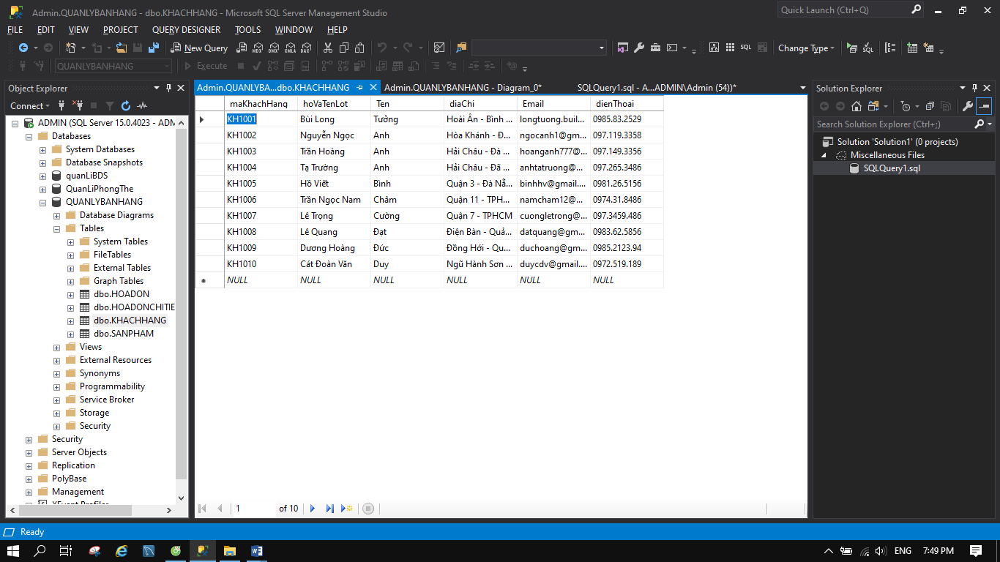 Admin.QUANLYBANHANG - dbo.KHACHHANG - Microsoft SQL Server Management Studio
Quick Launch (Ctrl+Q)
FILE EDIT VIEW PROJECT QUERY DESIGNER TOOLS WINDOW HELP
New Query MDX DMX XMLA DAX SQL Change Type SQL
QUANLYBANHANG Execute
Object Explorer
Connect
ADMIN (SQL Server 15.0.4023 - ADM
Databases
System Databases
Database Snapshots
quanLiBDS
QuanLiPhongThe
QUANLYBANHANG
Database Diagrams
Tables
System Tables
FileTables
External Tables
Graph Tables
dbo.HOADON
dbo.HOADONCHITIE
dbo.KHACHHANG
dbo.SANPHAM
Views
External Resources
Synonyms
Programmability
Service Broker
Storage
Security
Security
Server Objects
Replication
PolyBase
Management
XEvent Profiler
Admin.QUANLYBA...dbo.KHACHHANG Admin.QUANLYBANHANG - Diagram_0* SQLQuery1.sql - A...ADMIN\Admin (54))*
maKhachHang hoVaTenLot Ten diaChi Email dienThoai
KH1001 Bùi Long Tưởng Hoài Ân - Bình ... longtuong.buil... 0985.83.2529
KH1002 Nguyễn Ngọc Anh Hòa Khánh - Đ... ngocanh1@gm... 097.119.3358
KH1003 Trần Hoàng Anh Hải Châu - Đà ... hoanganh777@... 097.149.3356
KH1004 Tạ Trường Anh Hải Châu - Đã ... anhtatruong@... 097.265.3486
KH1005 Hồ Viết Bình Quận 3 - Đà Nẵ... binhhv@gmail.... 0981.26.5156
KH1006 Trần Ngọc Nam Châm Quận 11 - TPH... namcham12@... 0974.31.8486
KH1007 Lê Trọng Cường Quận 7 - TPHCM cuongletrong@... 097.3459.486
KH1008 Lê Quang Đạt Điện Bàn - Quả... datquang@gm... 0983.62.5856
KH1009 Dương Hoàng Đức Đồng Hới - Qu... duchoang@gm... 0985.2123.94
KH1010 Cát Đoàn Văn Duy Ngũ Hành Sơn ... duycdv@gmail.... 0972.519.189
NULL NULL NULL NULL NULL NULL
1 of 10
Solution Explorer
Search Solution Explorer (Ctrl+;)
Solution 'Solution1' (0 projects)
Miscellaneous Files
SQLQuery1.sql
Ready
ENG 7:49 PM